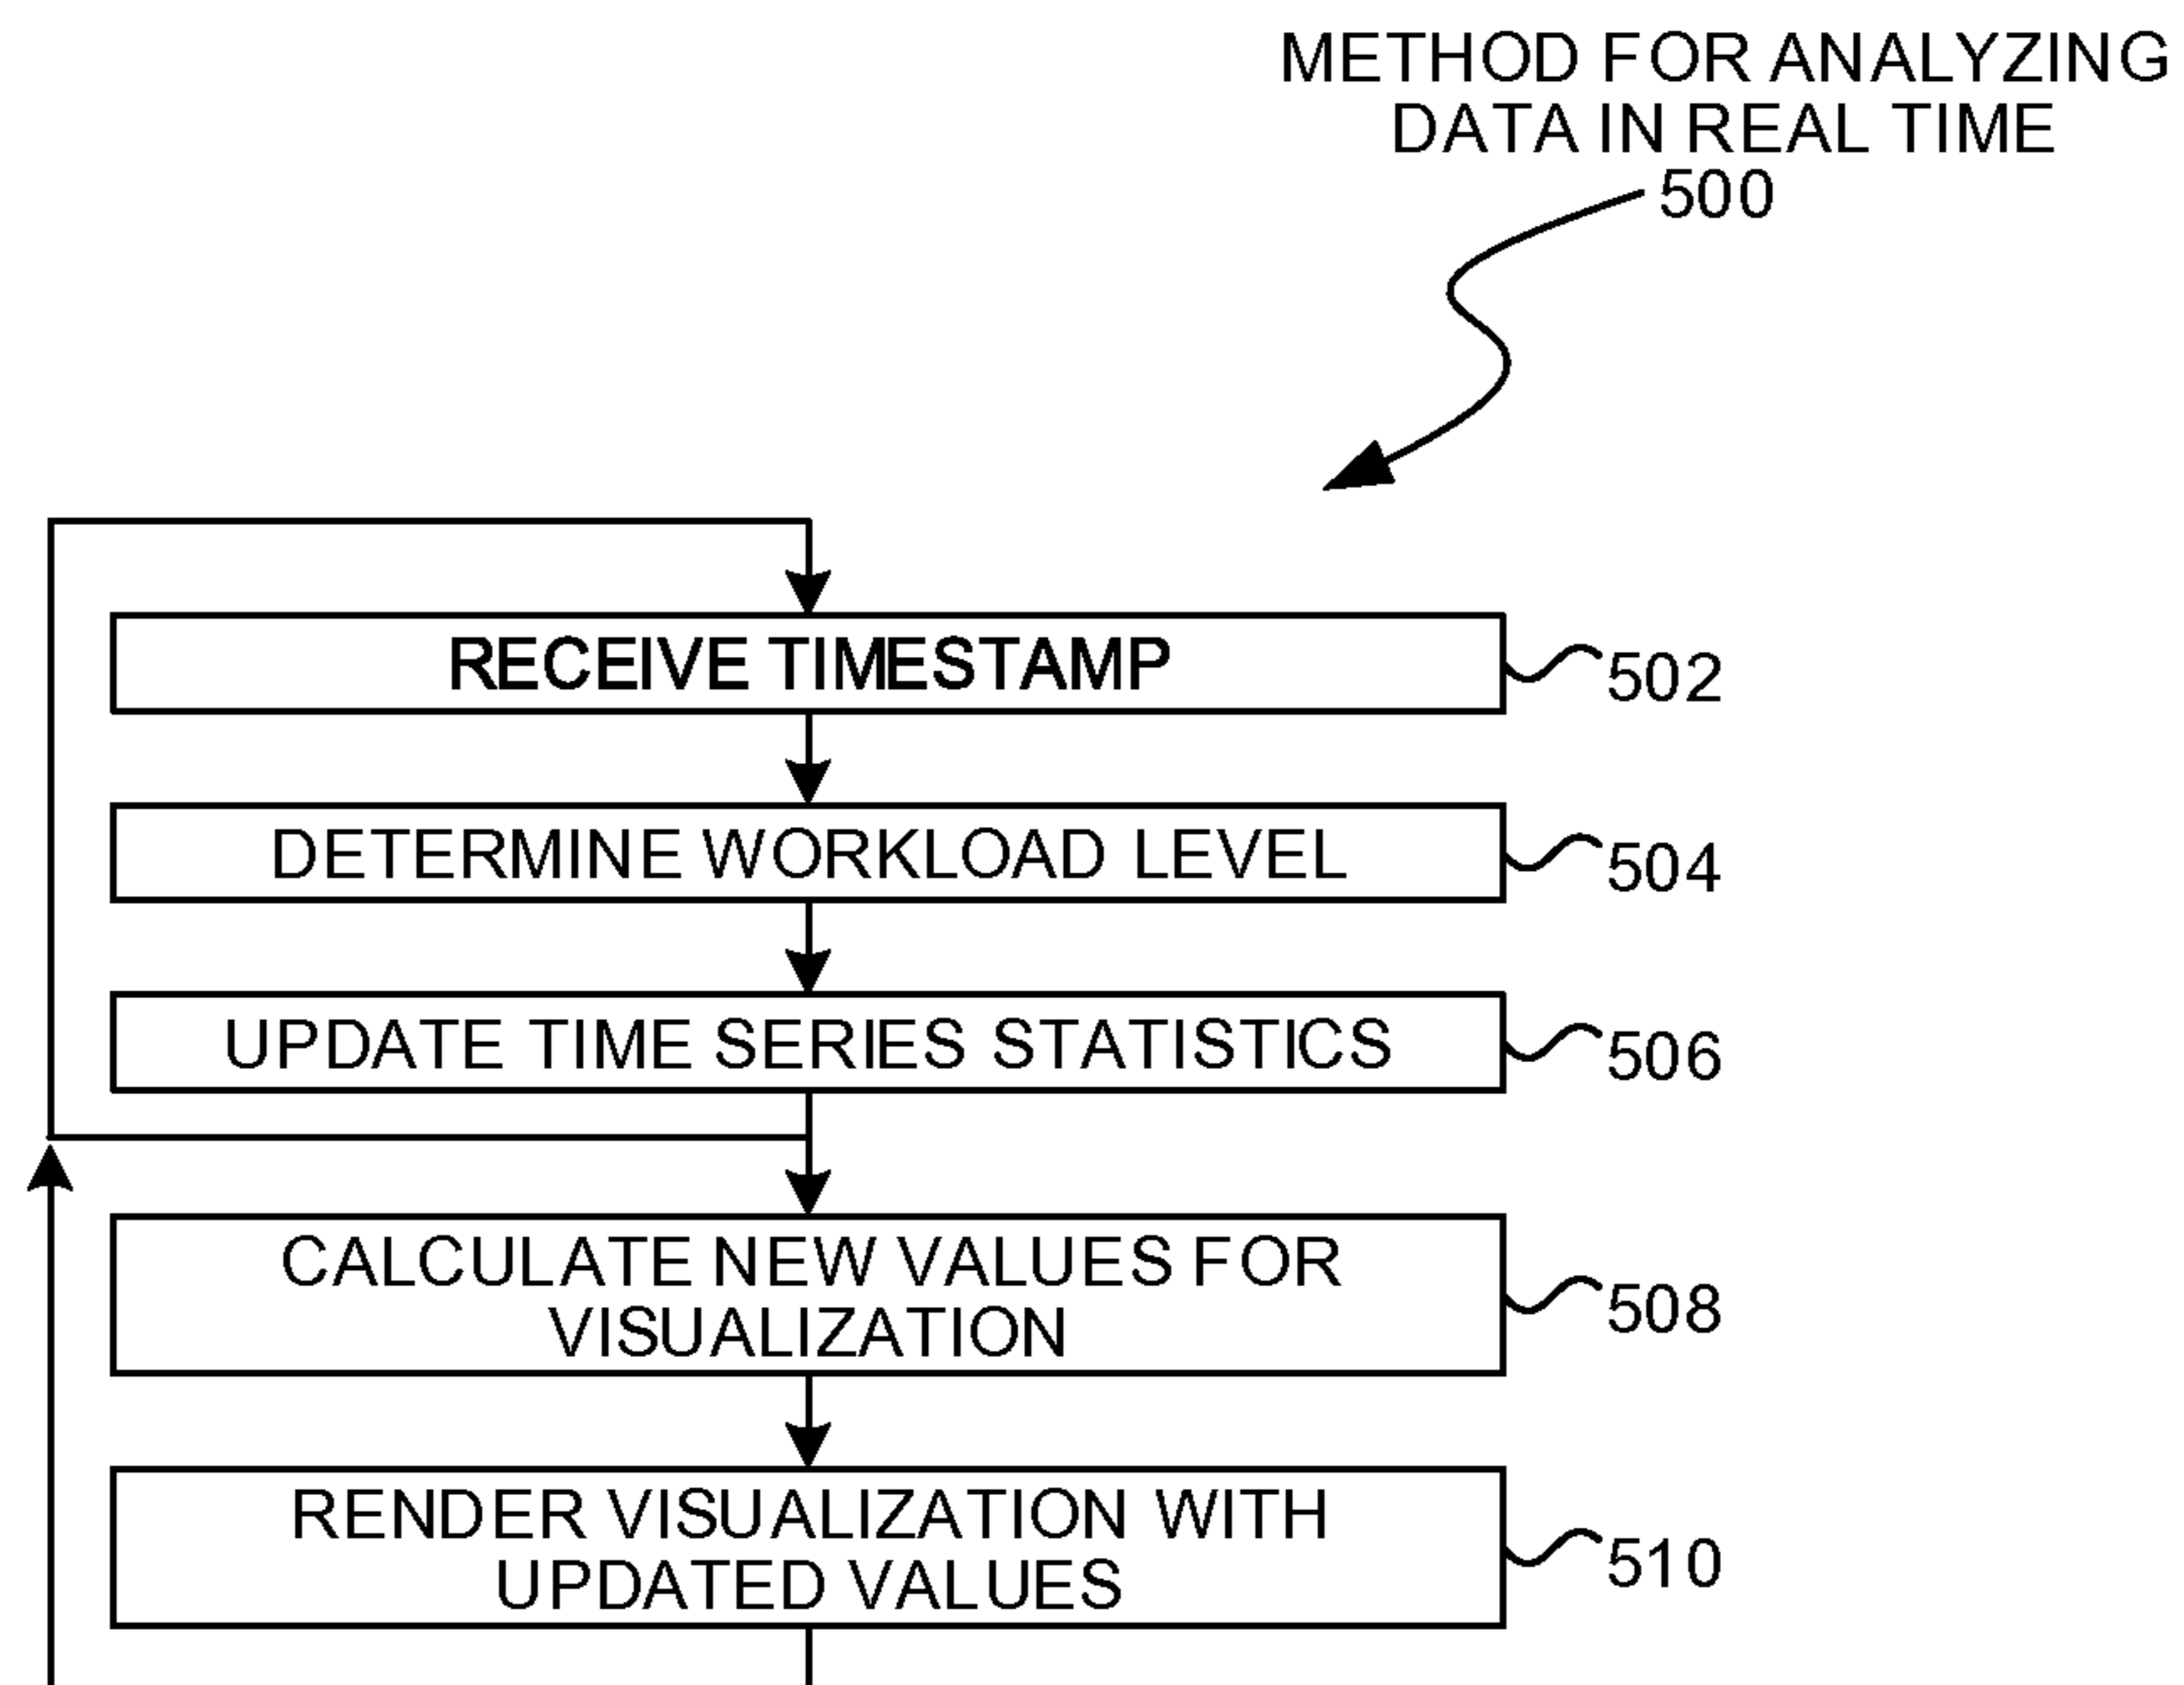 METHOD FOR ANALYZING
DATA IN REAL TIME
500
RECEIVE TIMESTAMP
502
DETERMINE WORKLOAD LEVEL
504
UPDATE TIME SERIES STATISTICS
506
CALCULATE NEW VALUES FOR
VISUALIZATION
508
RENDER VISUALIZATION WITH
UPDATED VALUES
510